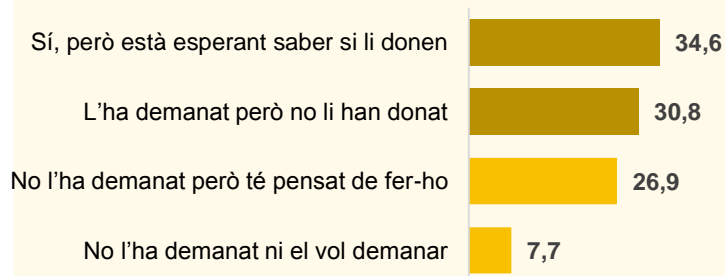 Sí, però està esperant saber si li donen 34,6
L’ha demanat però no li han donat 30,8
No l’ha demanat però té pensat de fer-ho 26,9
No l’ha demanat ni el vol demanar 7,7